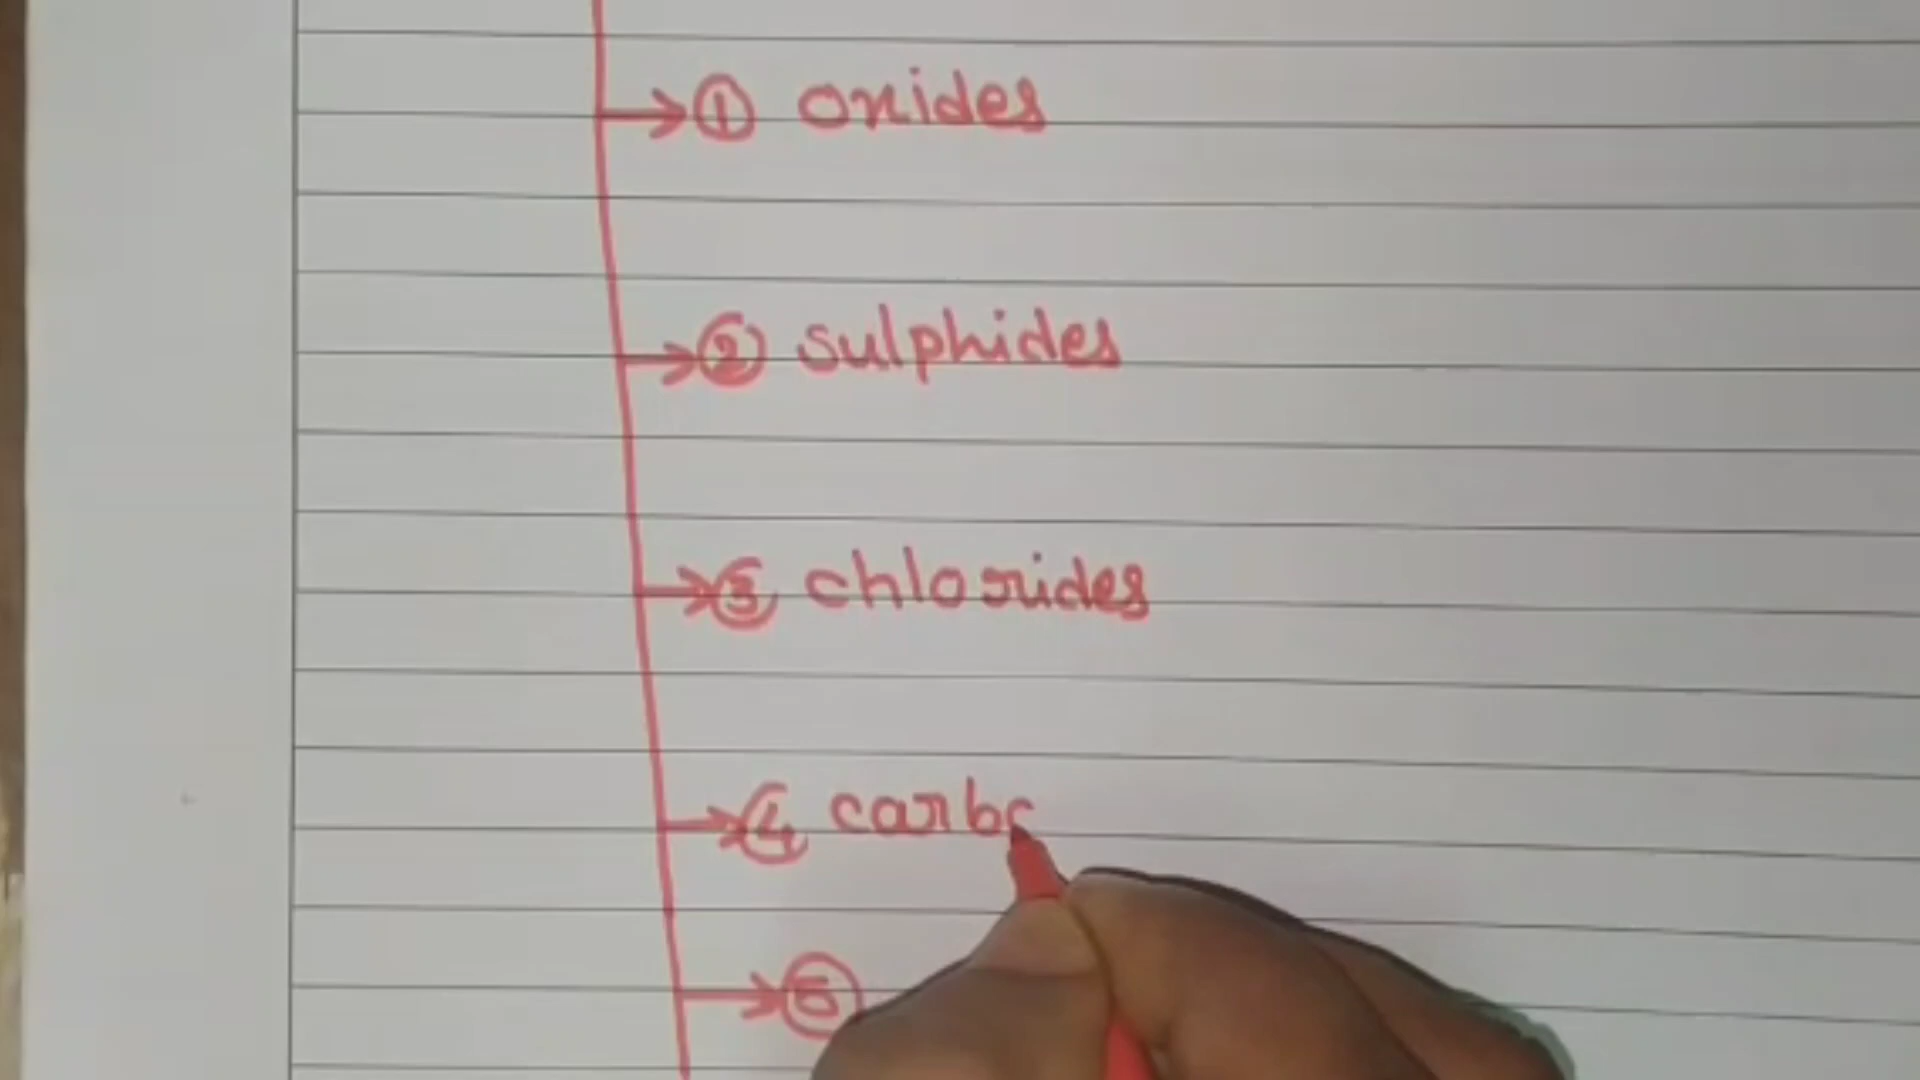 →① oxides
→② sulphides
→③ chlorides
→④ carbo
→⑤